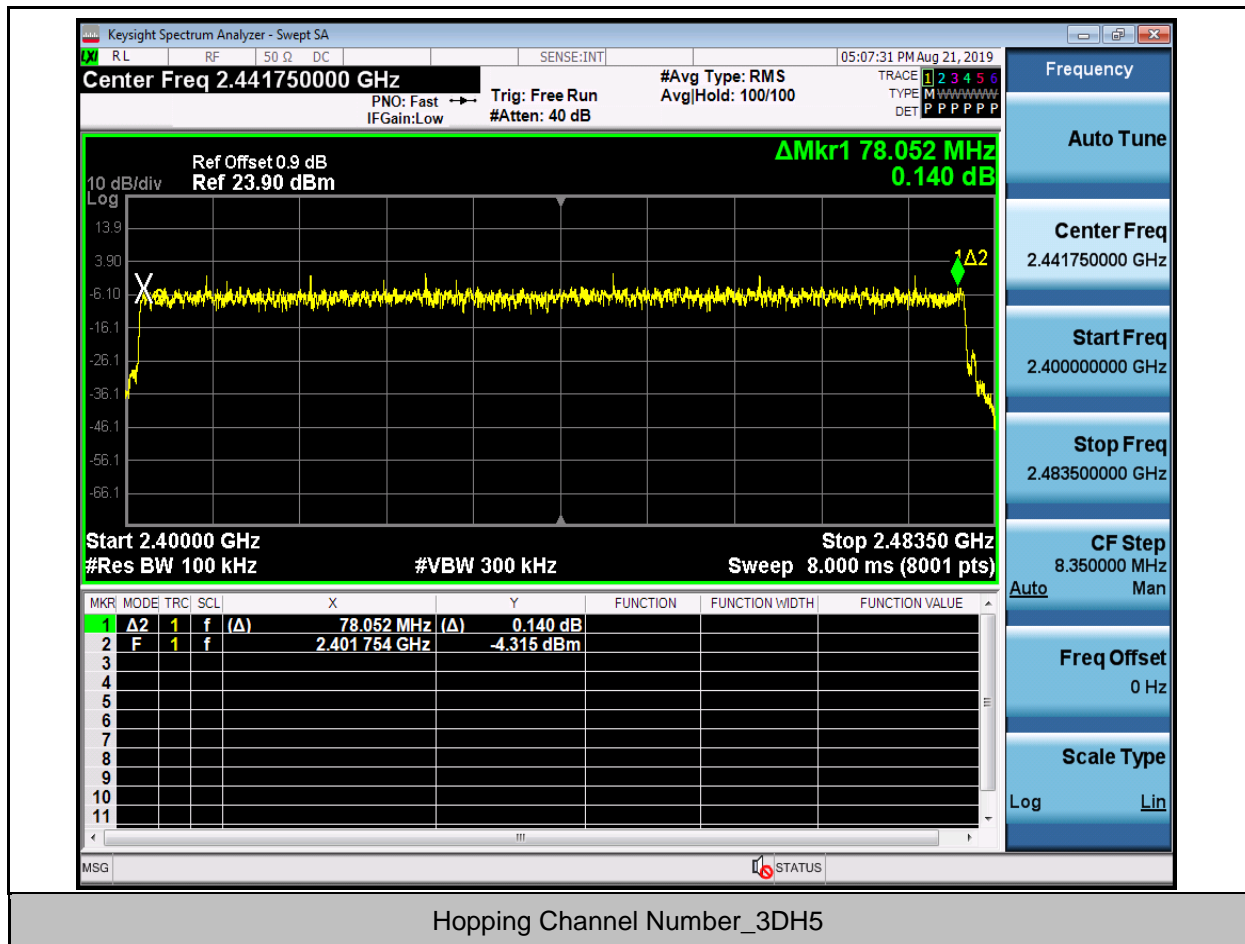 Keysight Spectrum Analyzer - Swept SA
LXI RL RF 50 Ω DC SENSE:INT 05:07:31 PM Aug 21, 2019
Center Freq 2.441750000 GHz
PNO: Fast
IFGain:Low
Trig: Free Run
#Atten: 40 dB
#Avg Type: RMS
Avg|Hold: 100/100
TRACE 1 2 3 4 5 6
TYPE M WWWWW
DET P P P P P P
Frequency
Auto Tune
Center Freq
2.441750000 GHz
Start Freq
2.400000000 GHz
Stop Freq
2.483500000 GHz
CF Step
8.350000 MHz
Auto Man
Freq Offset
0 Hz
Scale Type
Log Lin
ΔMkr1 78.052 MHz
0.140 dB
Ref Offset 0.9 dB
10 dB/div Ref 23.90 dBm
Log
13.9
3.90
-6.10
-16.1
-26.1
-36.1
-46.1
-56.1
-66.1
1Δ2
Start 2.40000 GHz Stop 2.48350 GHz
#Res BW 100 kHz #VBW 300 kHz Sweep 8.000 ms (8001 pts)
MKR MODE TRC SCL X Y FUNCTION FUNCTION WIDTH FUNCTION VALUE
1 Δ2 1 f (Δ) 78.052 MHz (Δ) 0.140 dB
2 F 1 f 2.401 754 GHz -4.315 dBm
3
4
5
6
7
8
9
10
11
MSG STATUS
Hopping Channel Number_3DH5